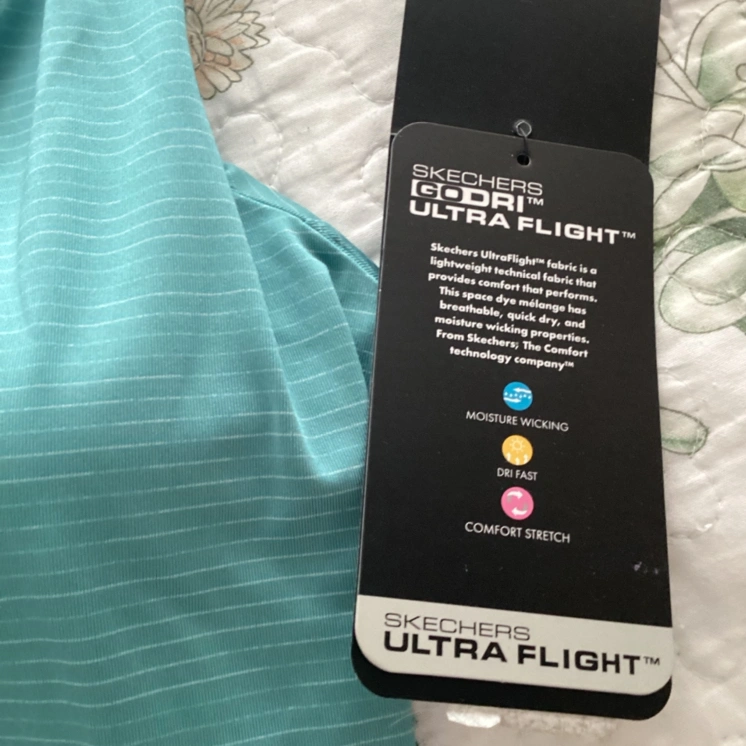 SKECHERS
GODRI™
ULTRA FLIGHT™
Skechers UltraFlight™ fabric is a
lightweight technical fabric that
provides comfort that performs.
This space dye mélange has
breathable, quick dry, and
moisture wicking properties.
From Skechers; The Comfort
technology company™
MOISTURE WICKING
DRI FAST
COMFORT STRETCH
SKECHERS
ULTRA FLIGHT™